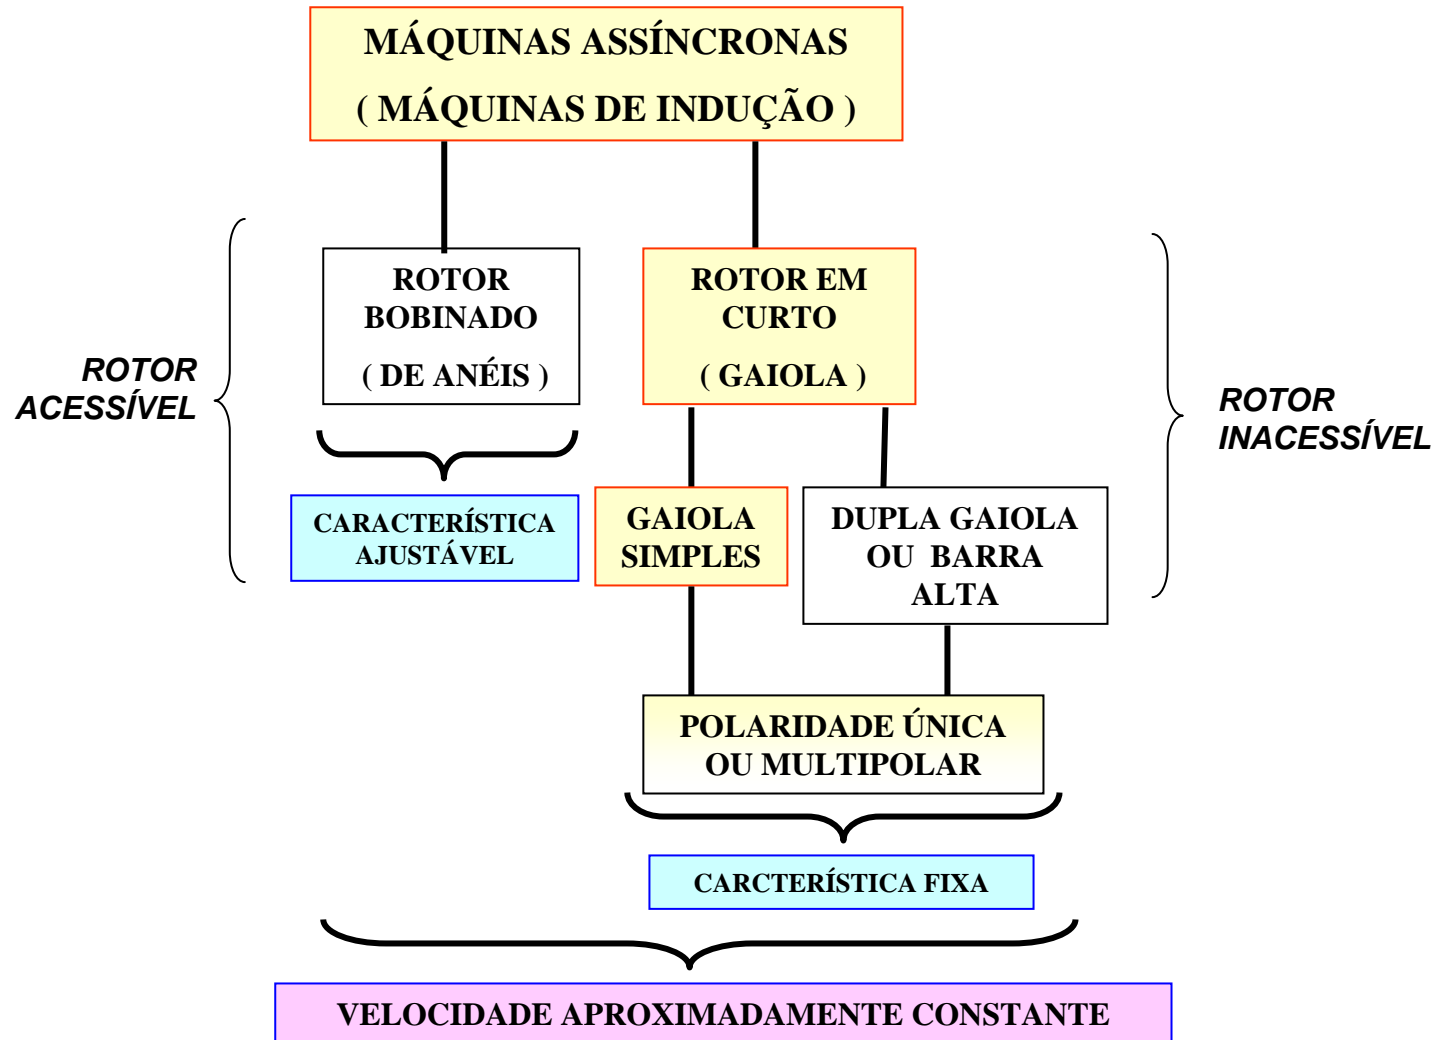 MÁQUINAS ASSÍNCRONAS
( MÁQUINAS DE INDUÇÃO )
ROTOR
BOBINADO
( DE ANÉIS )
ROTOR EM
CURTO
( GAIOLA )
ROTOR
ACESSÍVEL
ROTOR
INACESSÍVEL
CARACTERÍSTICA
AJUSTÁVEL
GAIOLA
SIMPLES
DUPLA GAIOLA
OU BARRA
ALTA
POLARIDADE ÚNICA
OU MULTIPOLAR
CARCTERÍSTICA FIXA
VELOCIDADE APROXIMADAMENTE CONSTANTE